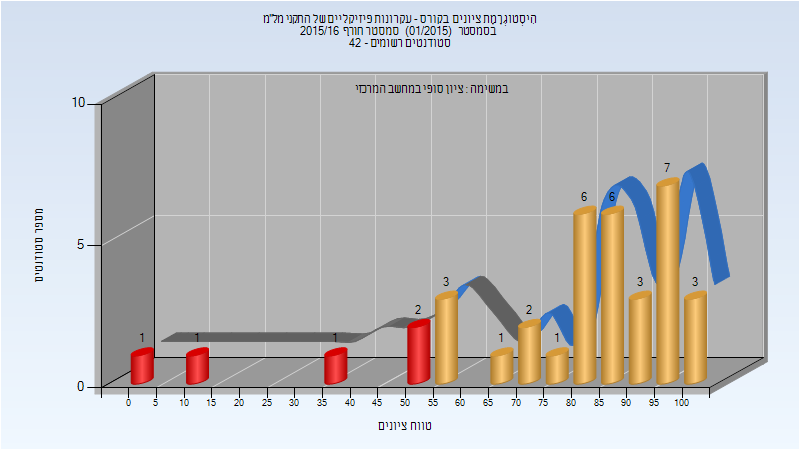 הִיסְטוֹגְרָמַת ציונים בקורס - עקרונות פיזיקליים של התקני מל"מ
בסמסטר (01/2015) סמסטר חורף 2015/16
סטודנטים רשומים - 42
במשימה : ציון סופי במחשב המרכזי
מספר סטודנטים
10
5
0
1 1 1 2 3 1 2 1 6 6 3 7 3
0 5 10 15 20 25 30 35 40 45 50 55 60 65 70 75 80 85 90 95 100
טווח ציונים